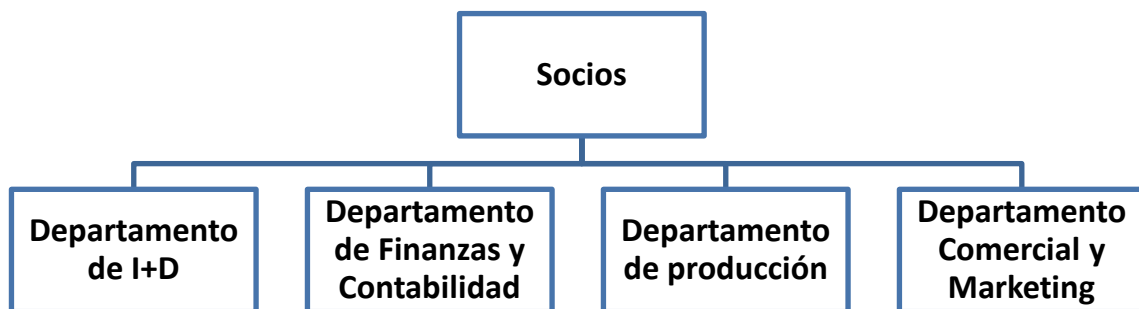 Socios
Departamento
de I+D
Departamento
de Finanzas y
Contabilidad
Departamento
de producción
Departamento
Comercial y
Marketing